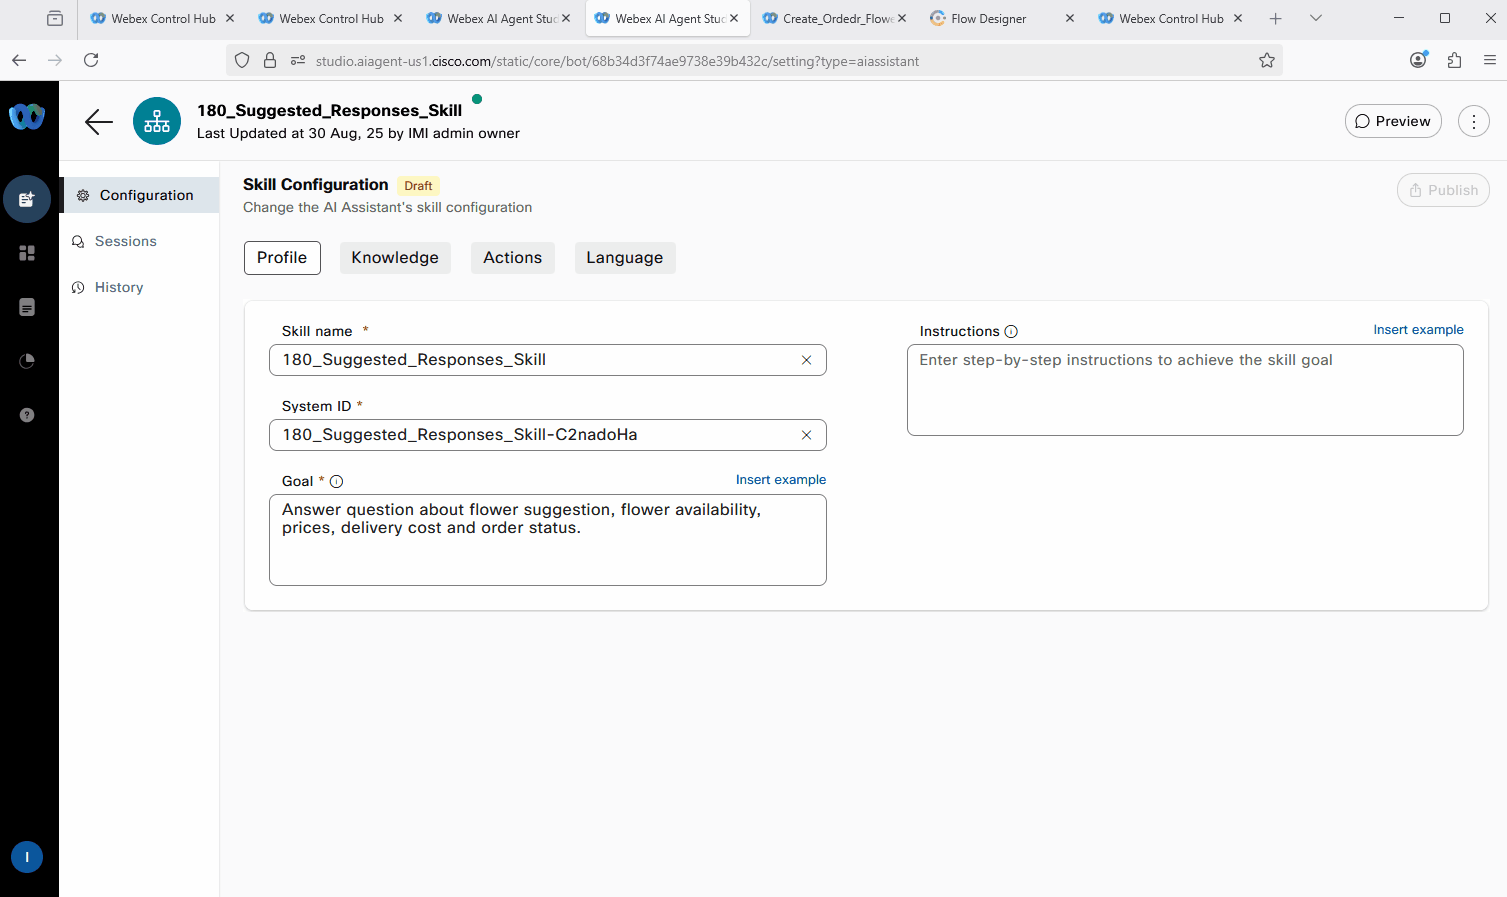 Webex Control Hub
Webex Control Hub
Webex AI Agent Stu
Webex AI Agent Stuc
Create_Ordedr_Flowe
Flow Designer
Webex Control Hub
studio.aiagent-us1.cisco.com/static/core/bot/68b34d3f74ae9738e39b432c/setting?type=aiassistant
180_Suggested_Responses_Skill
Last Updated at 30 Aug, 25 by IMI admin owner
Preview
Configuration
Sessions
History
Skill Configuration Draft
Change the AI Assistant's skill configuration
Publish
Profile Knowledge Actions Language
Skill name *
180_Suggested_Responses_Skill
System ID *
180_Suggested_Responses_Skill-C2nadoHa
Goal * Insert example
Answer question about flower suggestion, flower availability,
prices, delivery cost and order status.
Instructions Insert example
Enter step-by-step instructions to achieve the skill goal
I